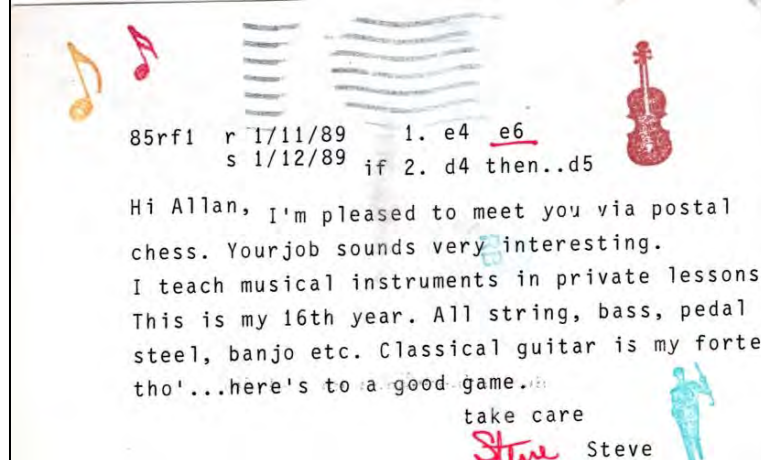 85rf1 r 1/11/89 1. e4 e6
s 1/12/89 if 2. d4 then..d5
Hi Allan, I'm pleased to meet you via postal
chess. Yourjob sounds very interesting.
I teach musical instruments in private lessons
This is my 16th year. All string, bass, pedal
steel, banjo etc. Classical guitar is my forte
tho'...here's to a good game.
take care
Steve Steve